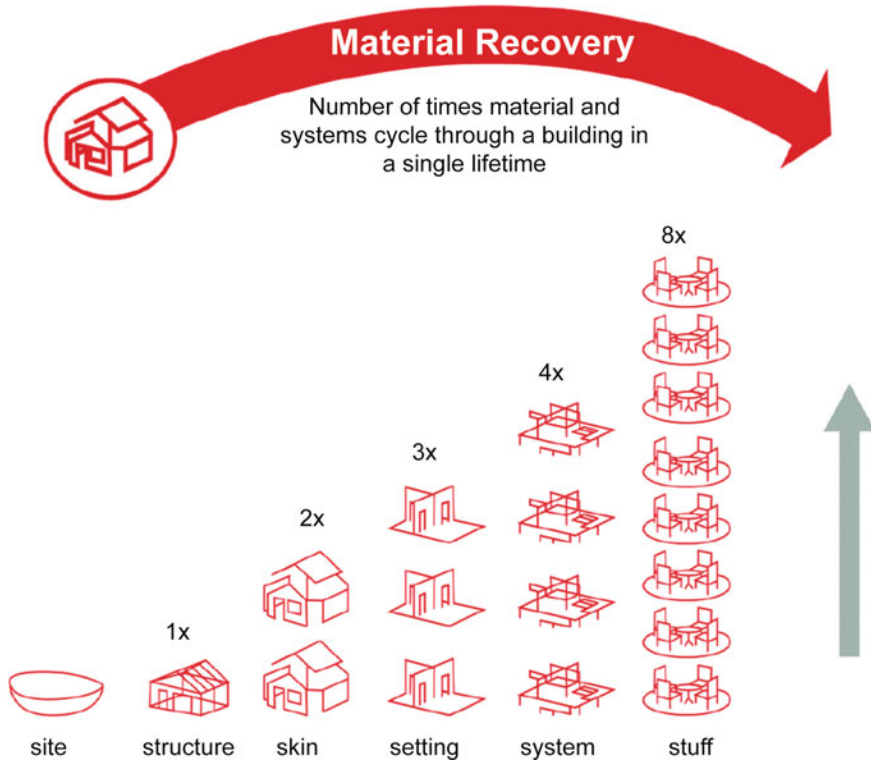 Material Recovery
Number of times material and
systems cycle through a building in
a single lifetime
8x
4x
3x
2x
1x
site
structure
skin
setting
system
stuff